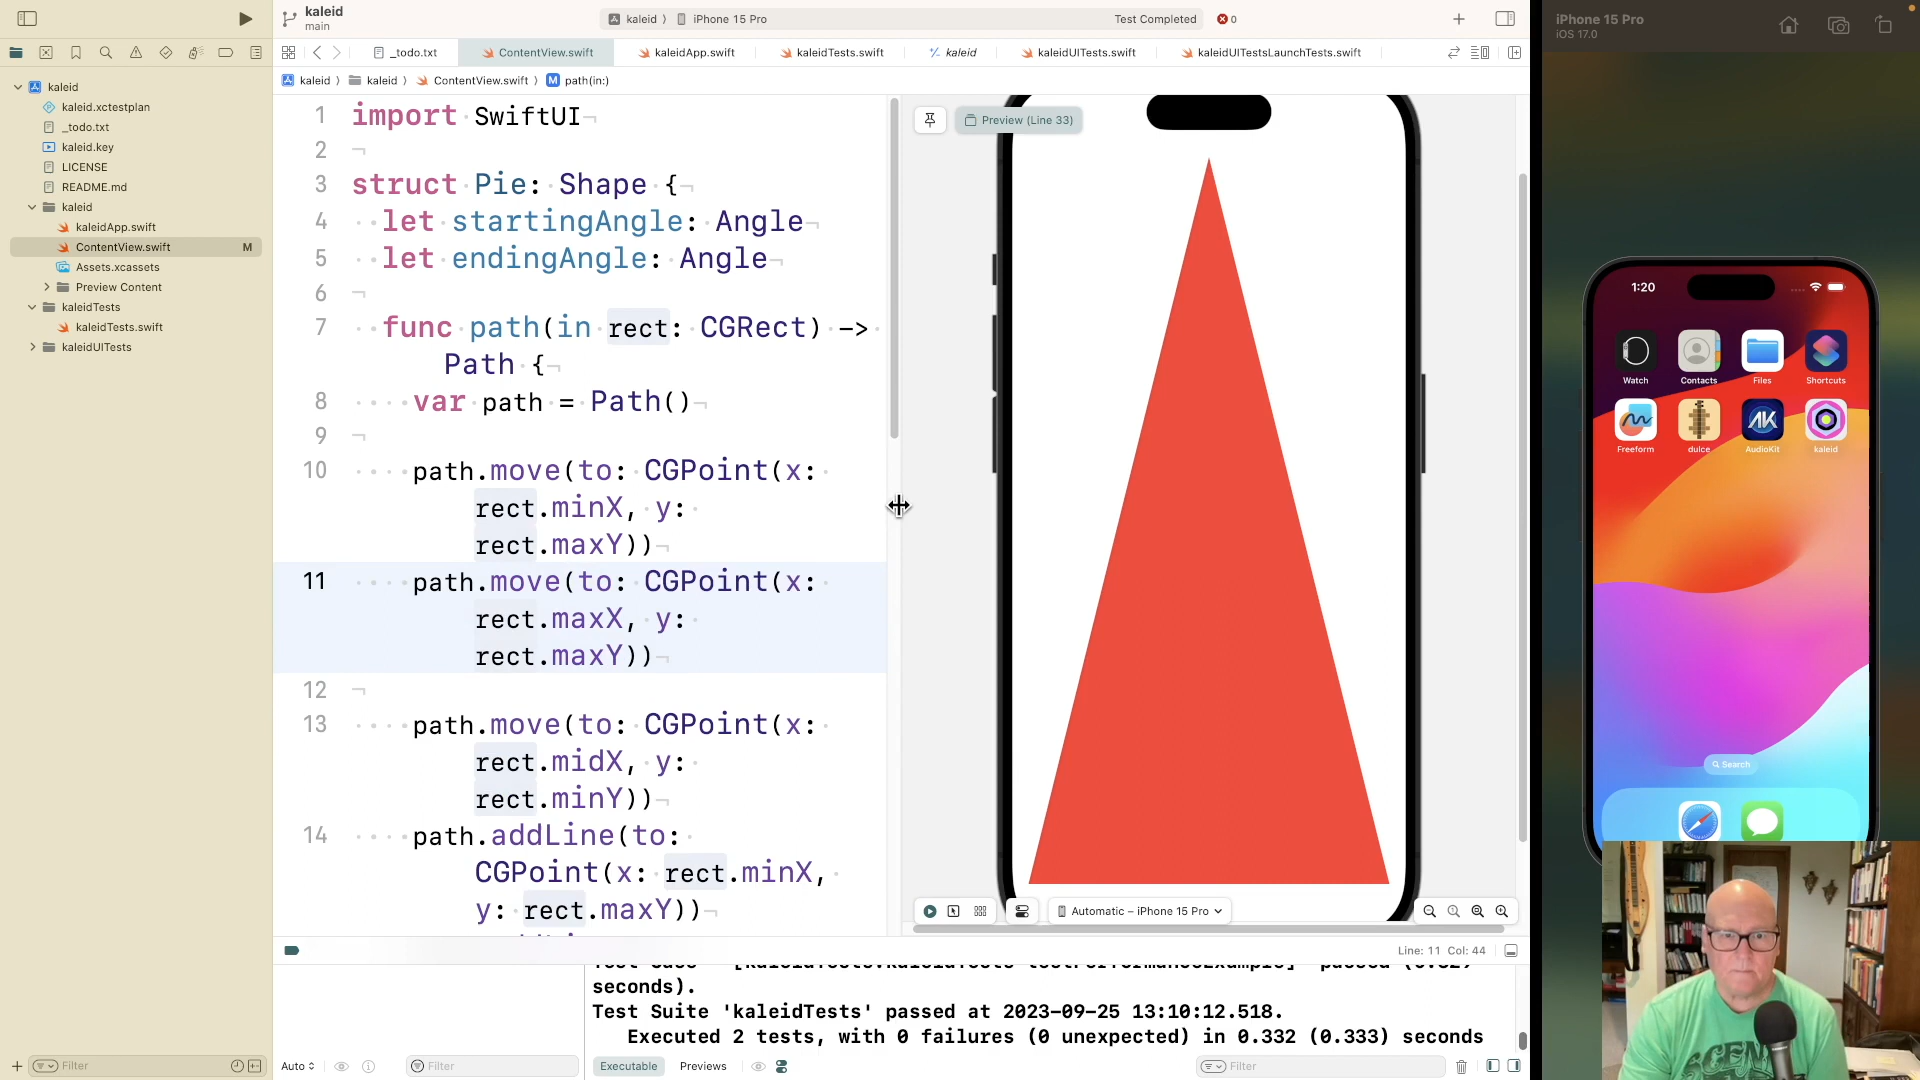 kaleid
main
kaleid
iPhone 15 Pro
Test Completed
0
iPhone 15 Pro
iOS 17.0
_todo.txt
ContentView.swift
kaleidApp.swift
kaleidTests.swift
kaleid
kaleidUITests.swift
kaleidUITestsLaunchTests.swift
kaleid
kaleid
ContentView.swift
M
path(in:)
kaleid
kaleid.xctestplan
_todo.txt
kaleid.key
LICENSE
README.md
kaleid
kaleidApp.swift
ContentView.swift
M
Assets.xcassets
Preview Content
kaleidTests
kaleidTests.swift
kaleidUITests
1 import SwiftUI
2
3 struct Pie: Shape {
4 let startingAngle: Angle
5 let endingAngle: Angle
6
7 func path(in rect: CGRect) ->
Path {
8 var path = Path()
9
10 path.move(to: CGPoint(x:
rect.minX, y:
rect.maxY))
11 path.move(to: CGPoint(x:
rect.maxX, y:
rect.maxY))
12
13 path.move(to: CGPoint(x:
rect.midX, y:
rect.minY))
14 path.addLine(to:
CGPoint(x: rect.minX,
y: rect.maxY))
Preview (Line 33)
Automatic – iPhone 15 Pro
Line: 11 Col: 44
seconds).
Test Suite 'kaleidTests' passed at 2023-09-25 13:10:12.518.
Executed 2 tests, with 0 failures (0 unexpected) in 0.332 (0.333) seconds
Filter
Auto
Filter
Executable
Previews
Filter
1:20
Watch
Contacts
Files
Shortcuts
Freeform
dulce
AudioKit
kaleid
Search